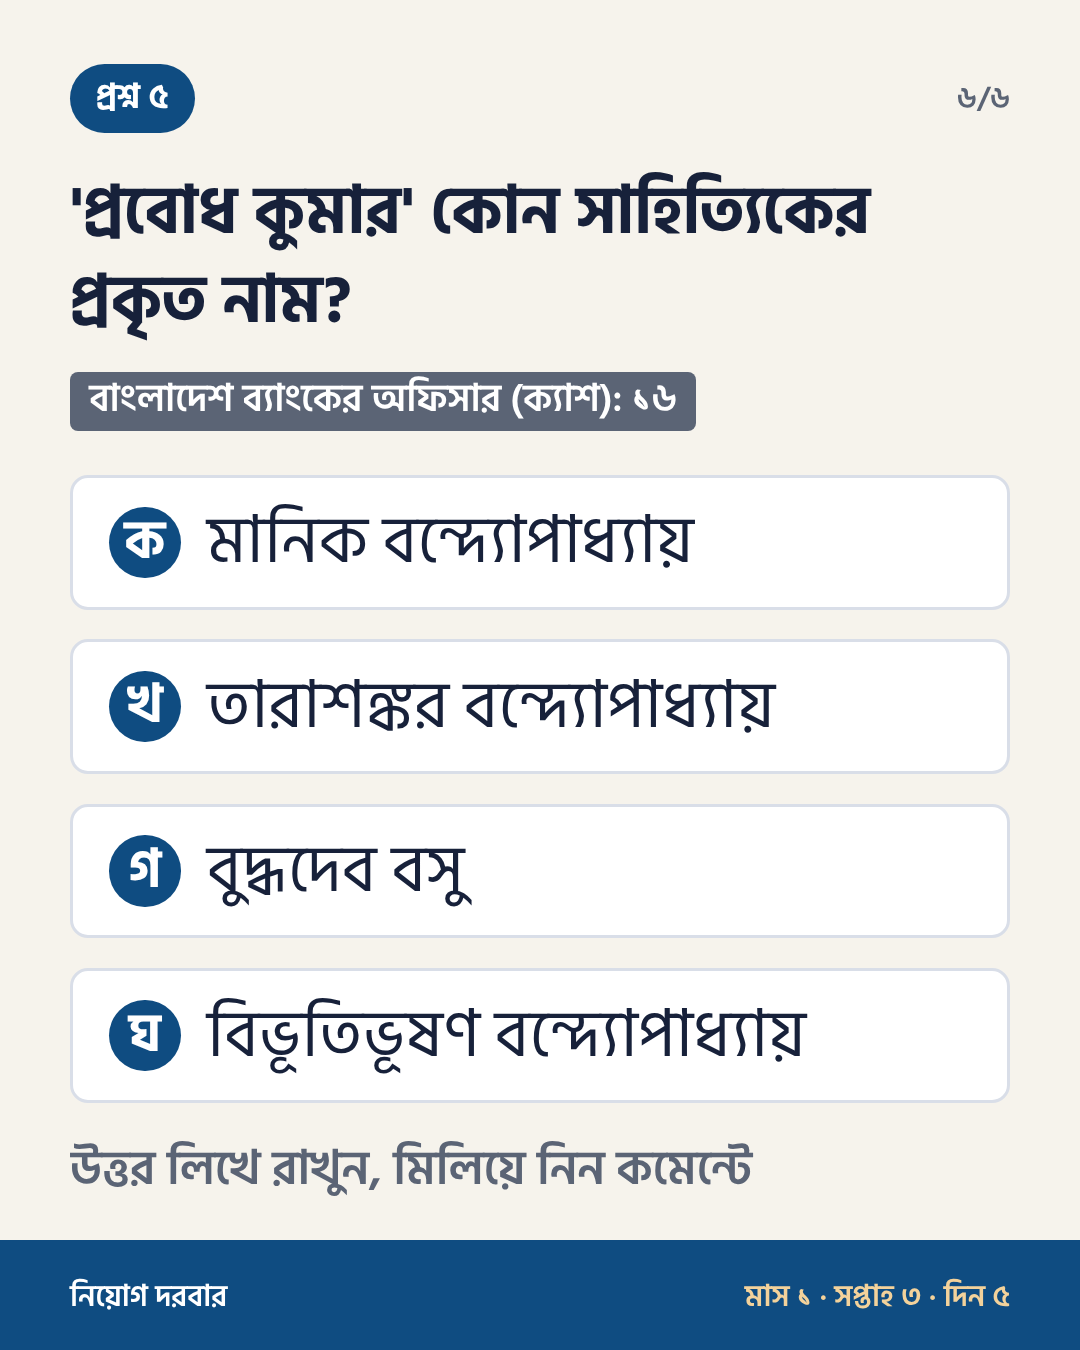 প্রশ্ন ৫
৬/৬
'প্রবোধ কুমার' কোন সাহিত্যিকের
প্রকৃত নাম?
বাংলাদেশ ব্যাংকের অফিসার (ক্যাশ): ১৬
ক মানিক বন্দ্যোপাধ্যায়
খ তারাশঙ্কর বন্দ্যোপাধ্যায়
গ বুদ্ধদেব বসু
ঘ বিভূতিভূষণ বন্দ্যোপাধ্যায়
উত্তর লিখে রাখুন, মিলিয়ে নিন কমেন্টে
নিয়োগ দরবার
মাস ১ · সপ্তাহ ৩ · দিন ৫